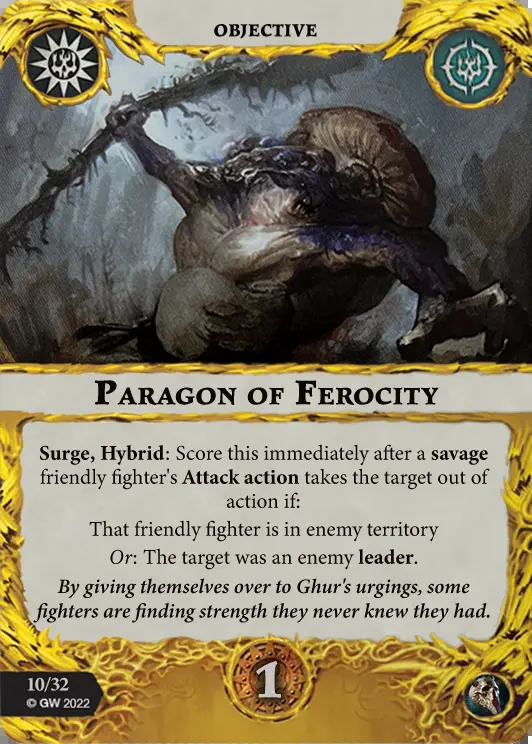 OBJECTIVE
PARAGON OF FEROCITY
Surge, Hybrid: Score this immediately after a savage
friendly fighter's Attack action takes the target out of
action if:
That friendly fighter is in enemy territory
Or: The target was an enemy leader.
By giving themselves over to Ghur's urgings, some
fighters are finding strength they never knew they had.
1
10/32
© GW 2022